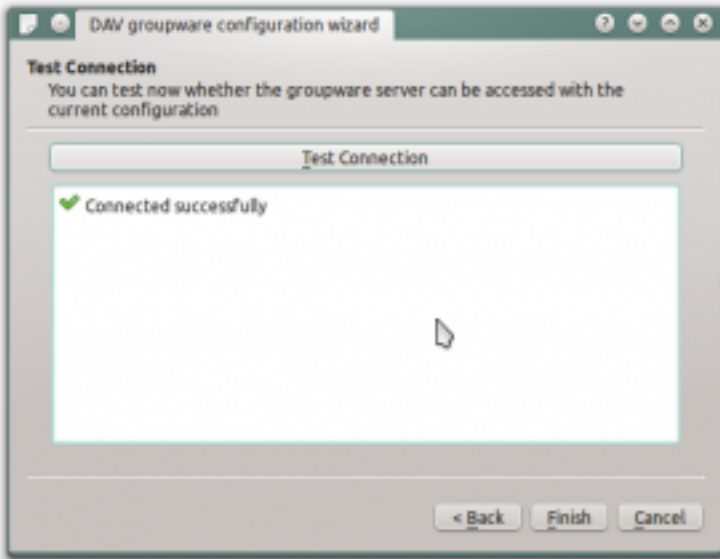 DAV groupware configuration wizard
Test Connection
You can test now whether the groupware server can be accessed with the
current configuration
Test Connection
Connected successfully
< Back
Finish
Cancel